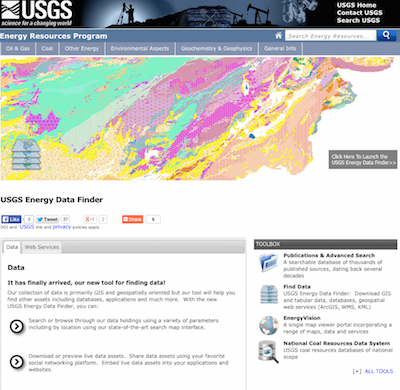 USGS
science for a changing world
USGS Home
Contact USGS
Search USGS
Energy Resources Program
Search Energy Resources...
Oil & Gas Coal Other Energy Environmental Aspects Geochemistry & Geophysics General Info
Click Here To Launch the
USGS Energy Data Finder>>
USGS Energy Data Finder
Like 3 Tweet 37 +1 2 Share 6
DOI and USGS link and privacy policies apply.
Data Web Services
Data
It has finally arrived, our new tool for finding data!
Our collection of data is primarily GIS and geospatially oriented but our tool will help you
find other assets including databases, applications and much more. With the new
USGS Energy Data Finder, you can:
Search or browse through our data holdings using a variety of parameters
including by location using our state-of-the-art search map interface.
Download or preview live data assets. Share data assets using your favorite
social networking platform. Embed live data assets into your applications and
websites.
TOOLBOX
Publications & Advanced Search
A searchable database of thousands of
published sources, dating back several
decades
Find Data
USGS Energy Data Finder: Download GIS
and tabular data, databases, geospatial
web services (ArcGIS, WMS, KML)
EnergyVision
A single map viewer portal incorporating a
range of maps, data and services
National Coal Resources Data System
USGS coal resources databases of national
scope
[+] ALL TOOLS